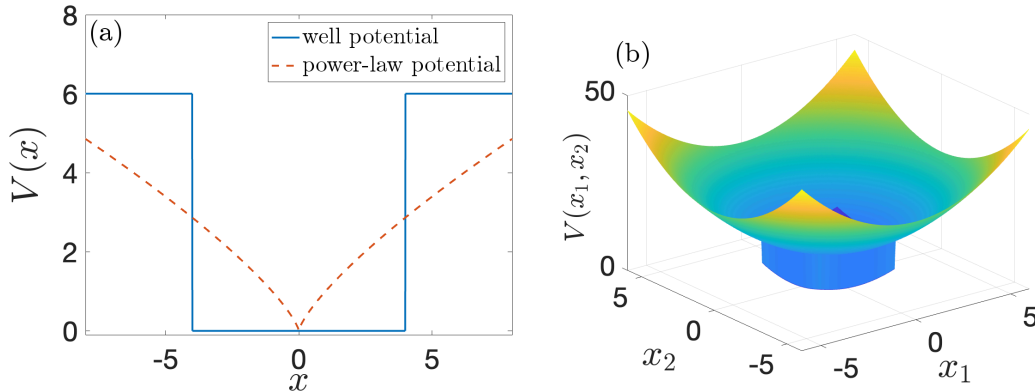 (a)
well potential
power-law potential
V(x)
8
6
4
2
0
-5
0
5
x
(b)
V(x₁, x₂)
50
0
5
0
-5
x₂
-5
0
5
x₁